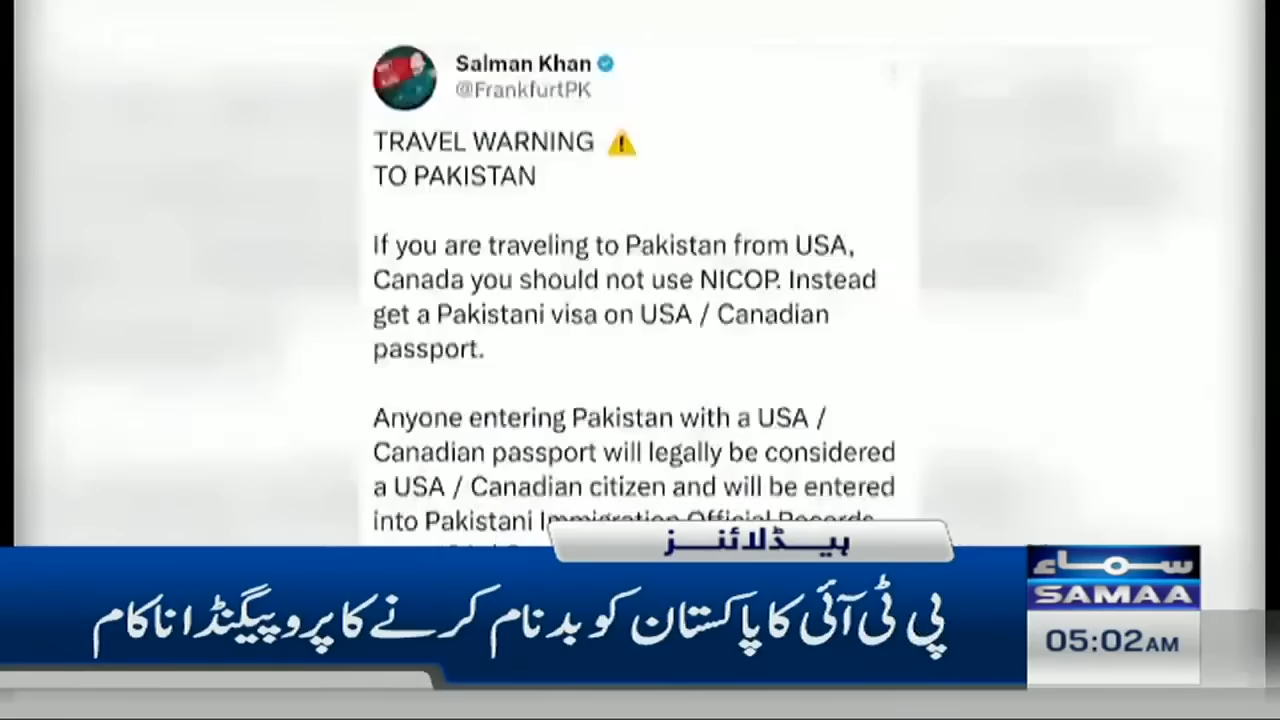 Salman Khan
@FrankfurtPK
TRAVEL WARNING ⚠️
TO PAKISTAN
If you are traveling to Pakistan from USA,
Canada you should not use NICOP. Instead
get a Pakistani visa on USA / Canadian
passport.
Anyone entering Pakistan with a USA /
Canadian passport will legally be considered
a USA / Canadian citizen and will be entered
into Pakistani Immigration Official Records
ہیڈلائنز
پی ٹی آئی کا پاکستان کو بدنام کرنے کا پروپیگنڈا ناکام
سماء
SAMAA
05:02AM